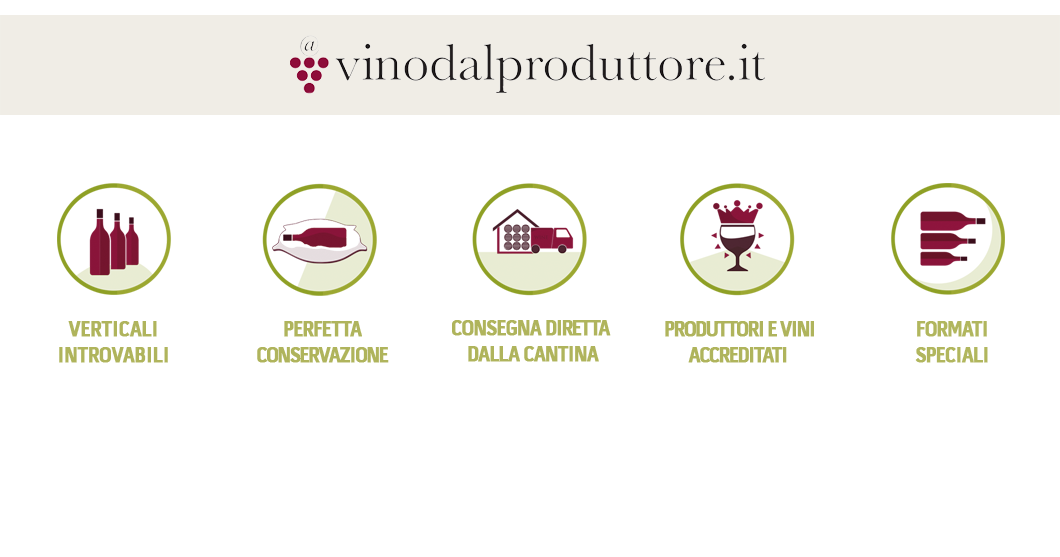 a
vinodalproduttore.it
VERTICALI
INTROVABILI
PERFETTA
CONSERVAZIONE
CONSEGNA DIRETTA
DALLA CANTINA
PRODUTTORI E VINI
ACCREDITATI
FORMATI
SPECIALI